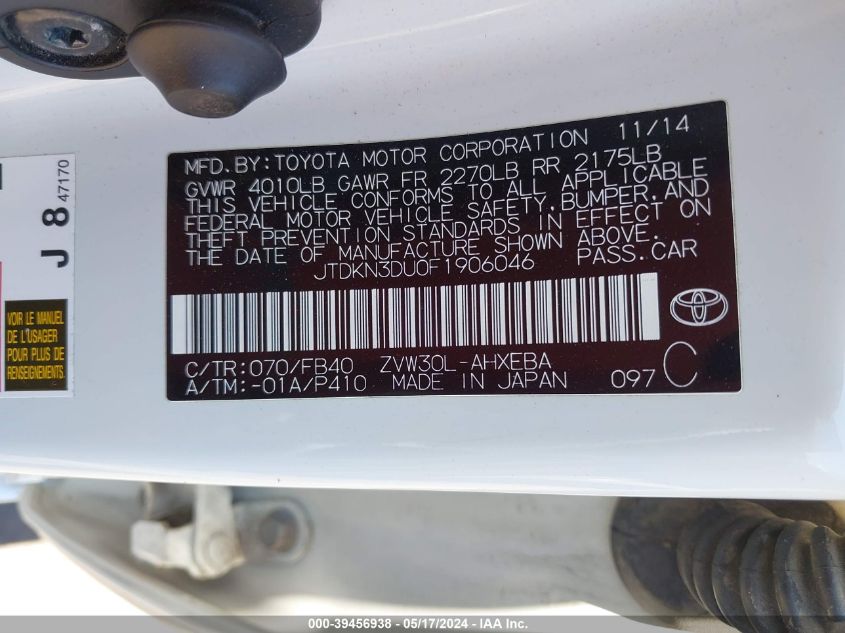 MFD. BY: TOYOTA MOTOR CORPORATION 11/14
GVWR 4010LB GAWR FR 2270LB RR 2175LB
THIS VEHICLE CONFORMS TO ALL APPLICABLE
FEDERAL MOTOR VEHICLE SAFETY, BUMPER, AND
THEFT PREVENTION STANDARDS IN EFFECT ON
THE DATE OF MANUFACTURE SHOWN ABOVE.
JTDKN3DU0F1906046 PASS. CAR
C/TR: 070/FB40 ZVW30L-AHXEBA
A/TM: -01A/P410 MADE IN JAPAN 097 C
J 8 47170
VOIR LE MANUEL
DE L'USAGER
POUR PLUS DE
RENSEIGNEMENTS.
000-39456938 - 05/17/2024 - IAA Inc.